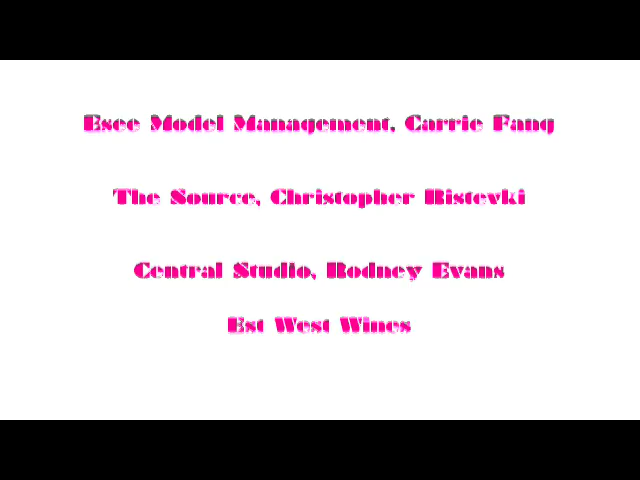 Esee Model Management, Carrie Fang
The Source, Christopher Ristevki
Central Studio, Rodney Evans
Est West Wines